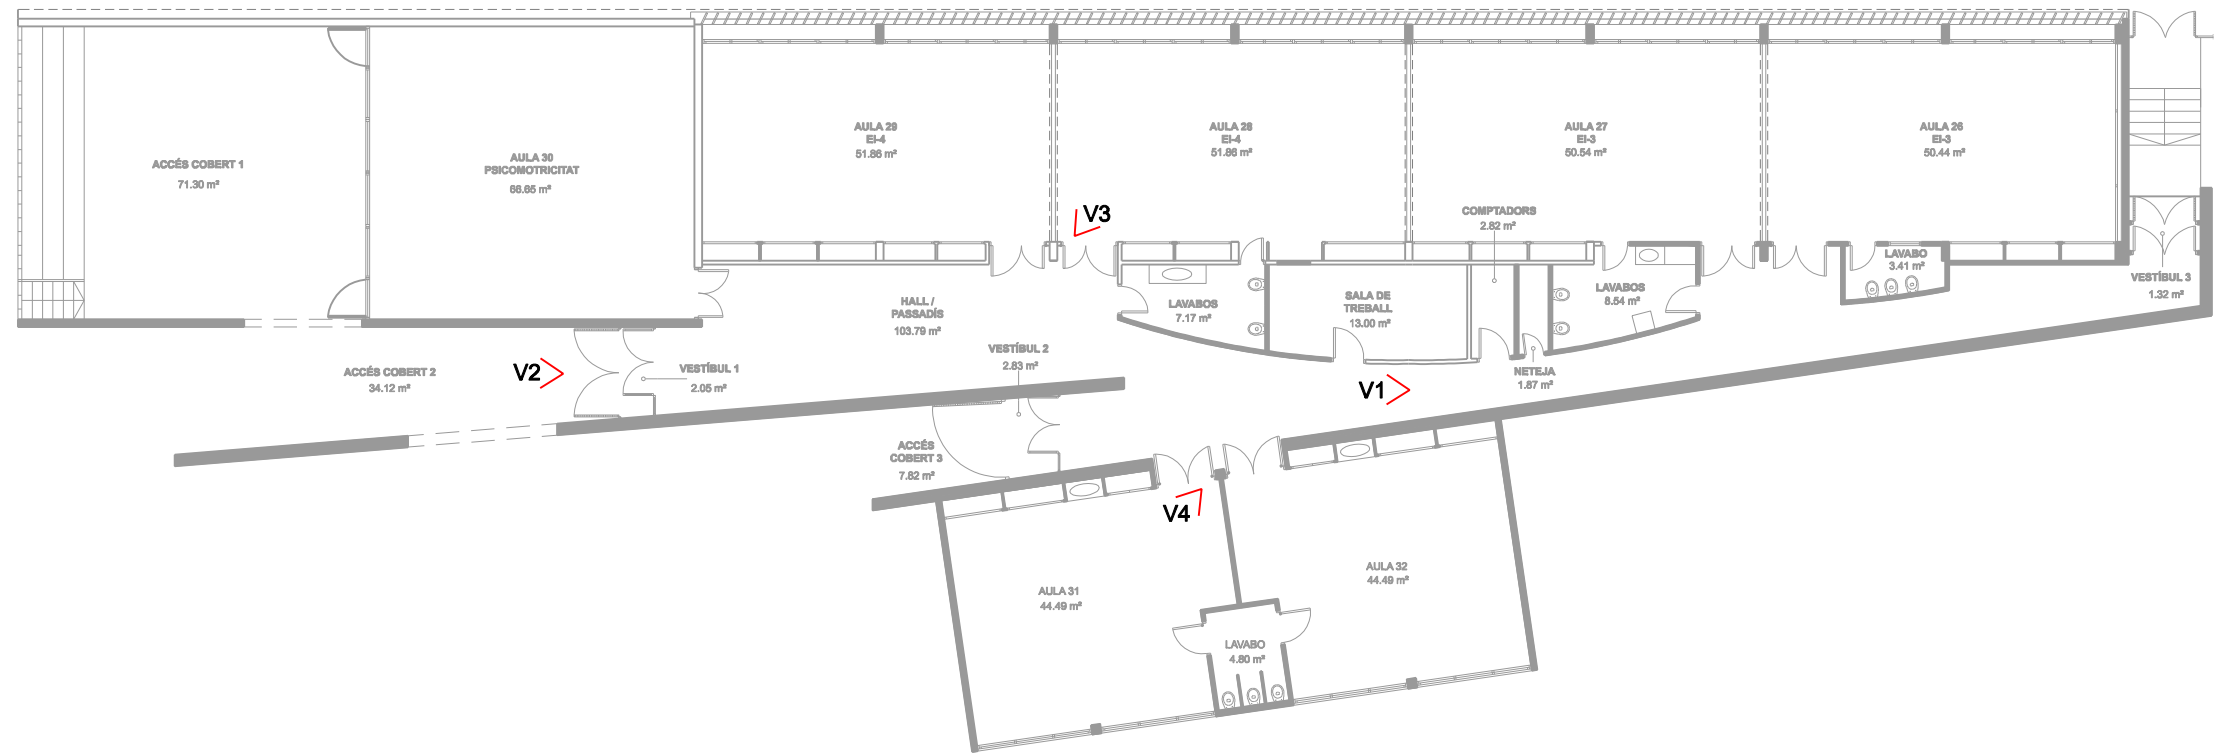 ACCÉS COBERT 1
71.30 m²
AULA 30
PSICOMOTRICITAT
66.65 m²
AULA 29
EI-4
51.86 m²
AULA 28
EI-4
51.86 m²
AULA 27
EI-3
50.54 m²
AULA 26
EI-3
50.44 m²
V3
COMPTADORS
2.82 m²
LAVABO
3.41 m²
VESTÍBUL 3
1.32 m²
HALL /
PASSADÍS
103.79 m²
LAVABOS
7.17 m²
SALA DE
TREBALL
13.00 m²
LAVABOS
8.54 m²
ACCÉS COBERT 2
34.12 m²
V2
VESTÍBUL 1
2.05 m²
VESTÍBUL 2
2.83 m²
V1
NETEJA
1.87 m²
ACCÉS
COBERT 3
7.82 m²
V4
AULA 31
44.49 m²
AULA 32
44.49 m²
LAVABO
4.80 m²